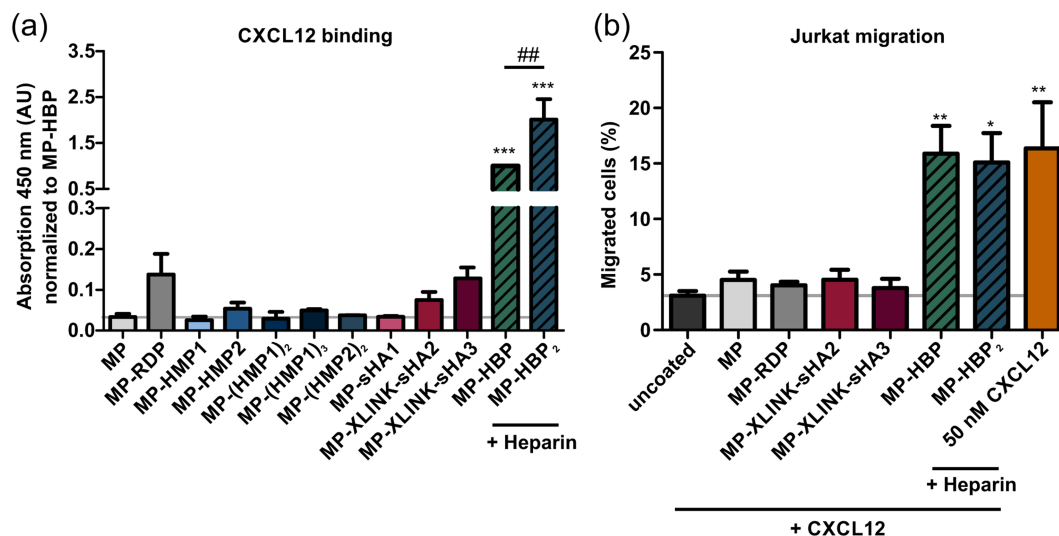 (a)
CXCL12 binding
Absorption 450 nm (AU)
normalized to MP-HBP
3.5
2.5
1.5
0.5
0.3
0.2
0.1
0.0
***
##
***
MP
MP-RDP
MP-HMP1
MP-HMP2
MP-(HMP1)₂
MP-(HMP1)₃
MP-(HMP2)₂
MP-sHA1
MP-XLINK-sHA2
MP-XLINK-sHA3
MP-HBP
MP-HBP₂
+ Heparin
(b)
Jurkat migration
Migrated cells (%)
25
20
15
10
5
0
**
*
**
uncoated
MP
MP-RDP
MP-XLINK-sHA2
MP-XLINK-sHA3
MP-HBP
MP-HBP₂
50 nM CXCL12
+ Heparin
+ CXCL12